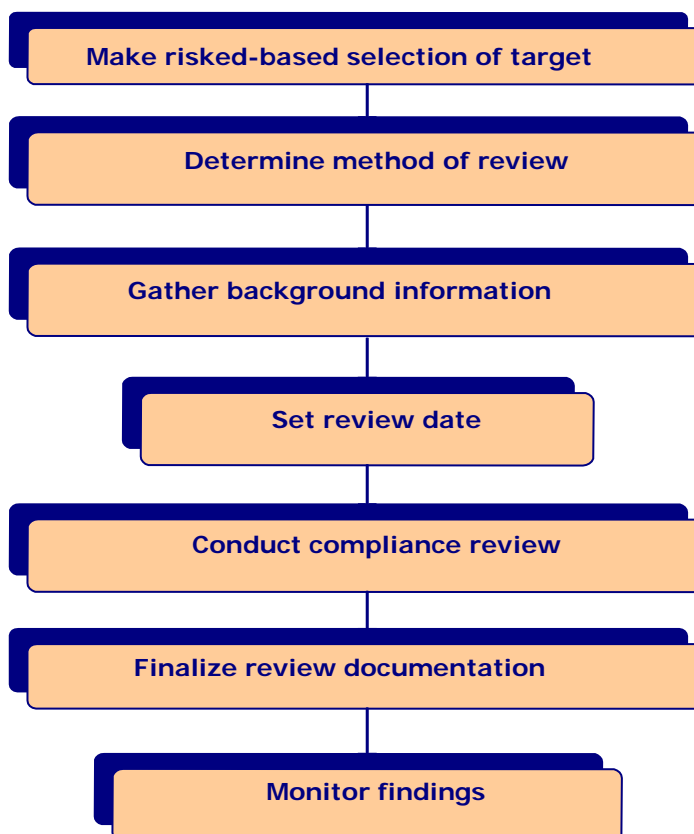 Make risked-based selection of target
Determine method of review
Gather background information
Set review date
Conduct compliance review
Finalize review documentation
Monitor findings